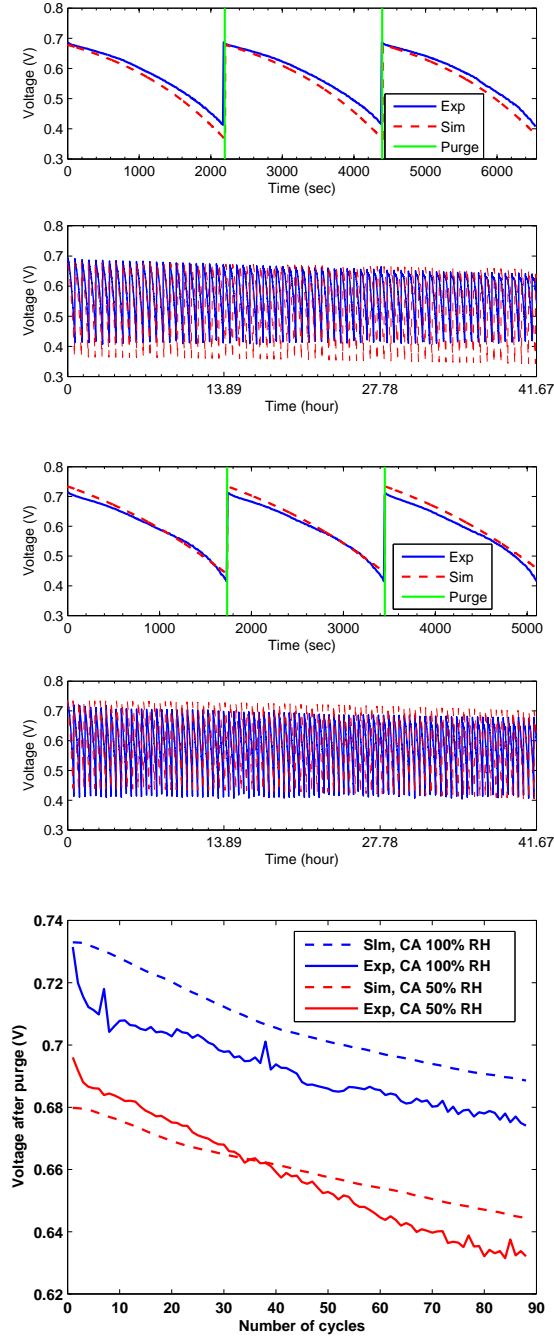 0.8
0.7
0.6
0.5
0.4
0.3
Voltage (V)
Exp
Sim
Purge
0 1000 2000 3000 4000 5000 6000
Time (sec)
0.8
0.7
0.6
0.5
0.4
0.3
Voltage (V)
0 13.89 27.78 41.67
Time (hour)
0.8
0.7
0.6
0.5
0.4
0.3
Voltage (V)
Exp
Sim
Purge
0 1000 2000 3000 4000 5000
Time (sec)
0.8
0.7
0.6
0.5
0.4
0.3
Voltage (V)
0 13.89 27.78 41.67
Time (hour)
0.74
0.72
0.7
0.68
0.66
0.64
0.62
Voltage after purge (V)
SIm, CA 100% RH
Exp, CA 100% RH
Sim, CA 50% RH
Exp, CA 50% RH
0 10 20 30 40 50 60 70 80 90
Number of cycles